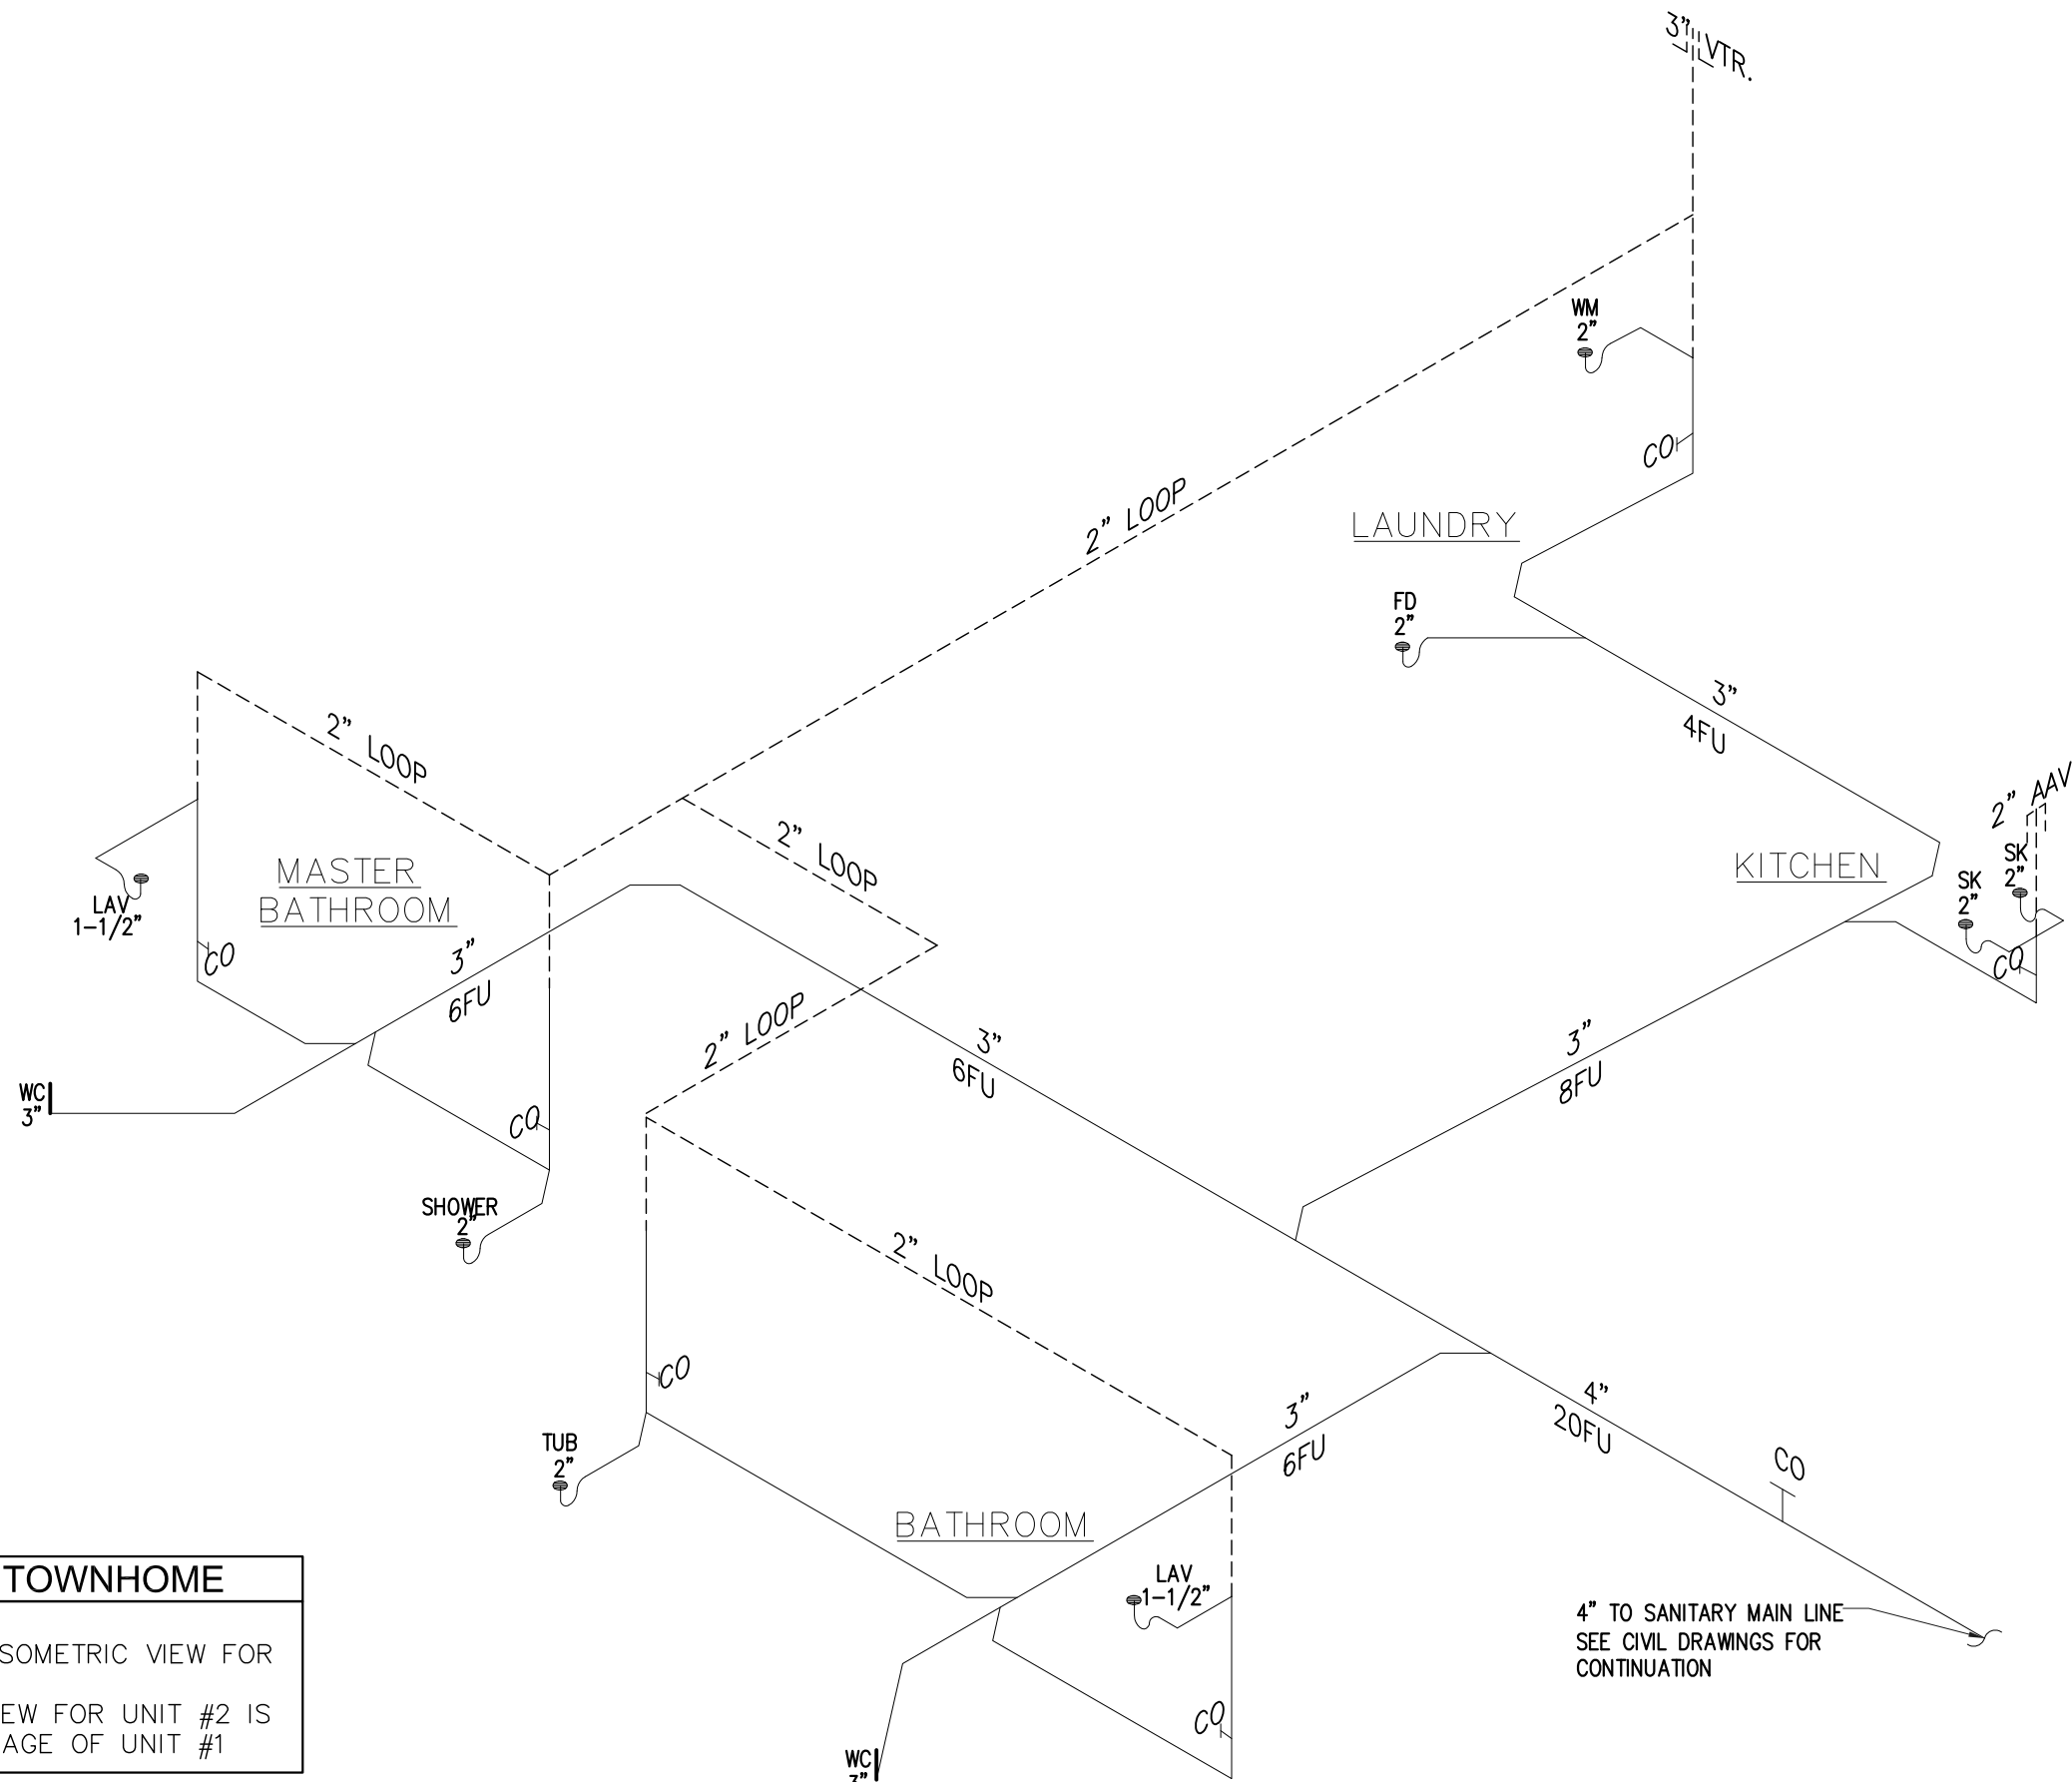 3" VTR.
WM
2"
CO
2" LOOP
LAUNDRY
FD
2"
3"
4FU
2" LOOP
2" AAV
2" LOOP
SK
2"
SK
2"
KITCHEN
MASTER
BATHROOM
LAV
1-1/2"
CO
CO
3"
6FU
2" LOOP
3"
6FU
3"
8FU
WC
3"
CO
SHOWER
2"
2" LOOP
CO
3"
6FU
4"
20FU
TUB
2"
CO
BATHROOM
LAV
1-1/2"
TOWNHOME
4" TO SANITARY MAIN LINE
SEE CIVIL DRAWINGS FOR
CONTINUATION
SOMETRIC VIEW FOR
EW FOR UNIT #2 IS
AGE OF UNIT #1
CO
WC
3"